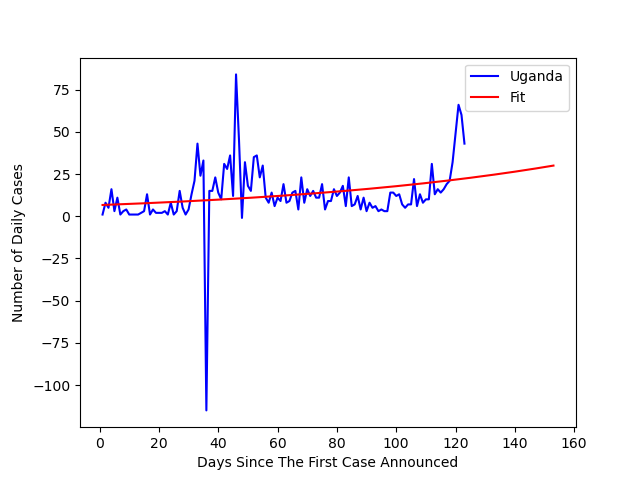 Uganda
Fit
75
50
25
0
−25
−50
−75
−100
Number of Daily Cases
0 20 40 60 80 100 120 140 160
Days Since The First Case Announced